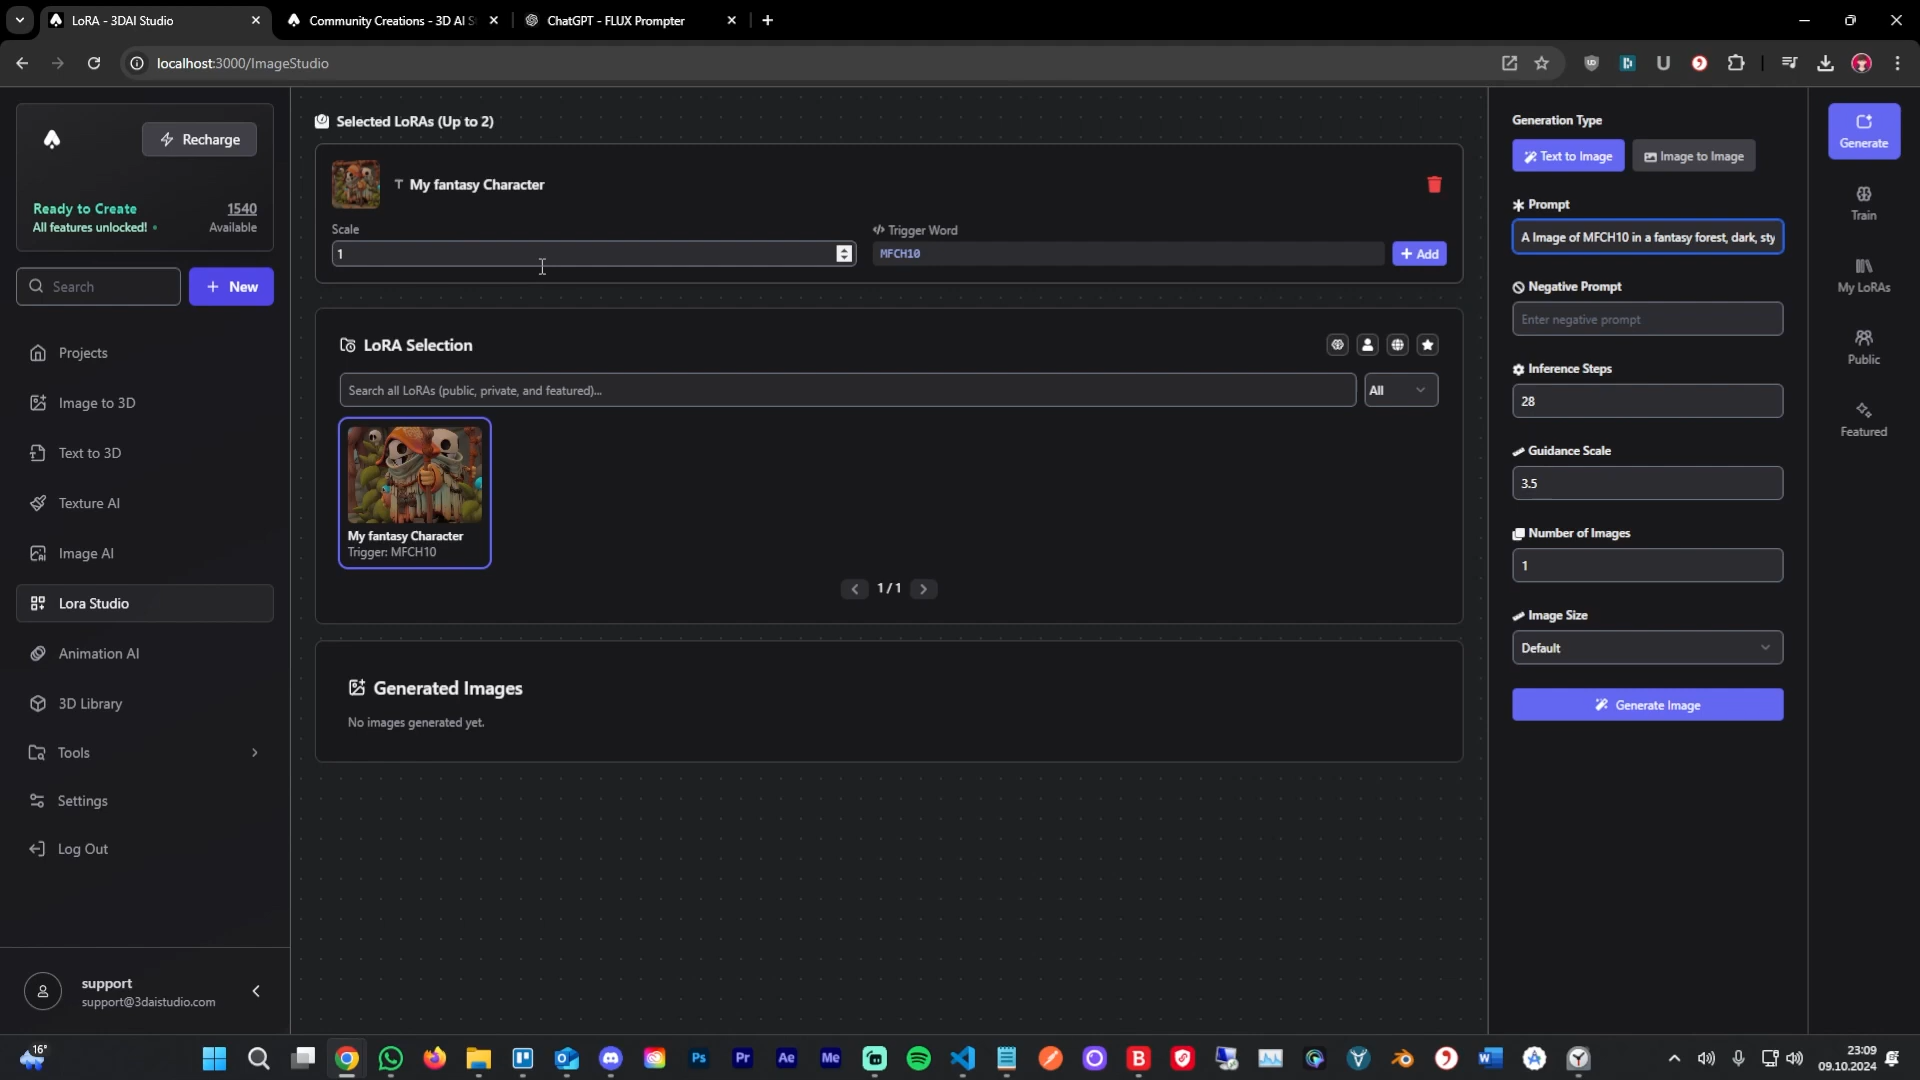 LoRA - 3DAI Studio
Community Creations - 3D AI S
ChatGPT - FLUX Prompter
localhost:3000/ImageStudio
Recharge
Ready to Create
1540
All features unlocked!
Available
Search
New
Projects
Image to 3D
Text to 3D
Texture AI
Image AI
Lora Studio
Animation AI
3D Library
Tools
Settings
Log Out
support
support@3daistudio.com
Selected LoRAs (Up to 2)
My fantasy Character
Scale
Trigger Word
1
MFCH10
Add
LoRA Selection
Search all LoRAs (public, private, and featured)...
All
My fantasy Character
Trigger: MFCH10
1 / 1
Generated Images
No images generated yet.
Generation Type
Text to Image
Image to Image
Prompt
A Image of MFCH10 in a fantasy forest, dark, sty
Negative Prompt
Enter negative prompt
Inference Steps
28
Guidance Scale
3.5
Number of Images
1
Image Size
Default
Generate Image
Generate
Train
My LoRAs
Public
Featured
16°
Ps
Pr
Ae
Me
23:09
09.10.2024